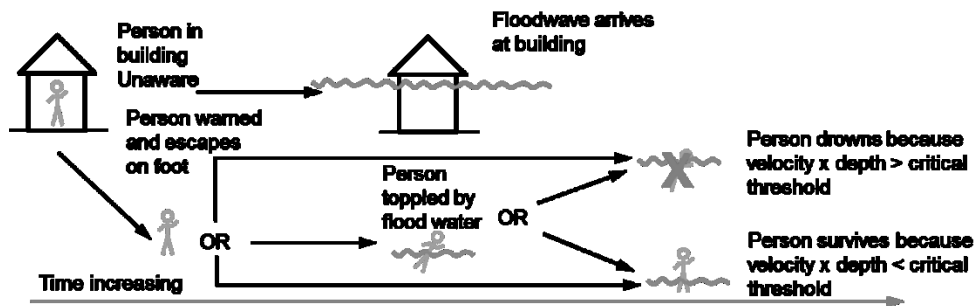 Person in
building
Unaware
Floodwave arrives
at building
Person warned
and escapes
on foot
Person
toppled by
flood water
OR
OR
Person drowns because
velocity x depth > critical
threshold
Person survives because
velocity x depth < critical
threshold
Time increasing